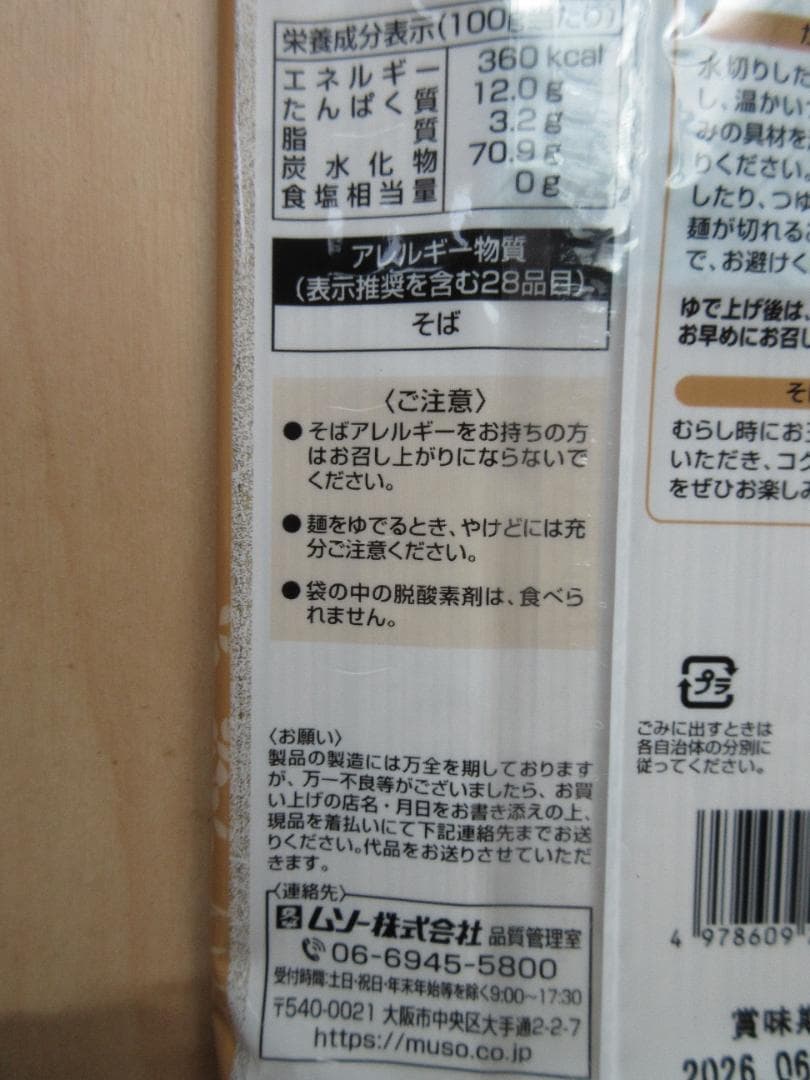 栄養成分表示(100g当たり)
エネルギー 360 kcal
たんぱく質 12.0 g
脂質 3.2 g
炭水化物 70.9 g
食塩相当量 0 g
アレルギー物質
(表示推奨を含む28品目)
そば
〈ご注意〉
● そばアレルギーをお持ちの方
はお召し上がりにならないで
ください。
● 麺をゆでるとき、やけどには充
分ご注意ください。
● 袋の中の脱酸素剤は、食べら
れません。
〈お願い〉
製品の製造には万全を期しております
が、万一不良等がございましたら、お買
い上げの店名・月日をお書き添えの上、
現品を着払いにて下記連絡先までお送
りください。代品をお送りさせていただ
きます。
〈連絡先〉
ムソー株式会社 品質管理室
06-6945-5800
受付時間:土日・祝日・年末年始等を除く9:00〜17:30
〒540-0021 大阪市中央区大手通2-2-7
https://muso.co.jp
水切りした
し、温かい
みの具材を
りください。
したり、つゆ
麺が切れる
で、お避けく
ゆで上げ後は、
お早めにお召し
そ
むらし時にお
いただき、コク
をぜひお楽しみ
プラ
ごみに出すときは
各自治体の分別に
従ってください。
4 978609
賞味期
2026.06